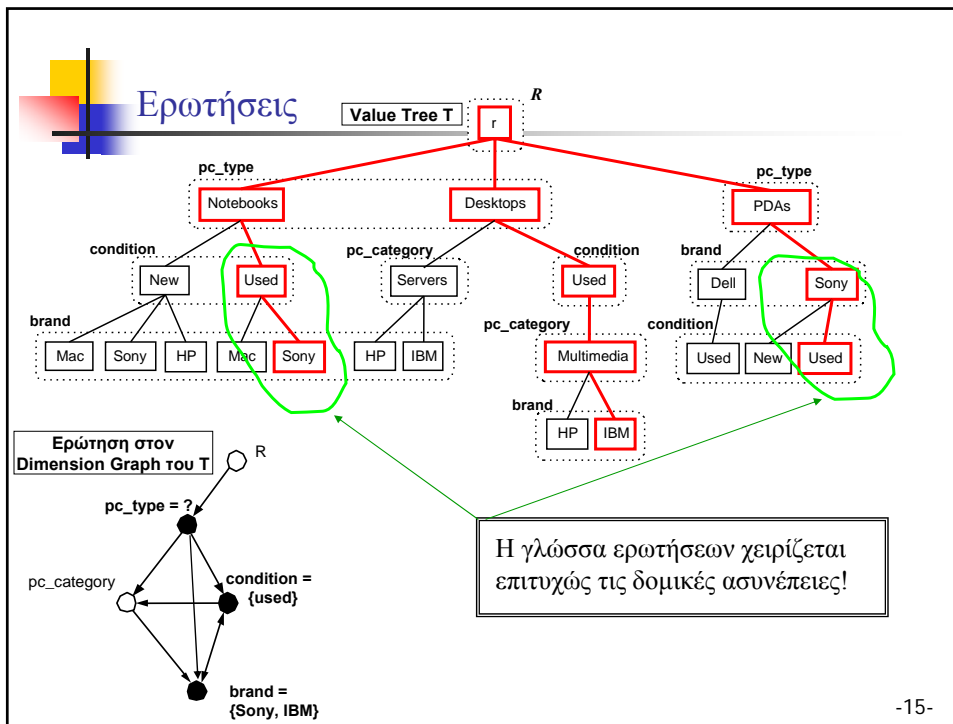 Ερωτήσεις
Value Tree T
R
r
pc_type
pc_type
Notebooks
Desktops
PDAs
condition
pc_category
condition
brand
New
Used
Servers
Used
Dell
Sony
brand
pc_category
condition
Mac
Sony
HP
Mac
Sony
HP
IBM
Multimedia
Used
New
Used
brand
HP
IBM
Ερώτηση στον
Dimension Graph του T
R
pc_type = ?
pc_category
condition =
{used}
brand =
{Sony, IBM}
Η γλώσσα ερωτήσεων χειρίζεται
επιτυχώς τις δομικές ασυνέπειες!
-15-